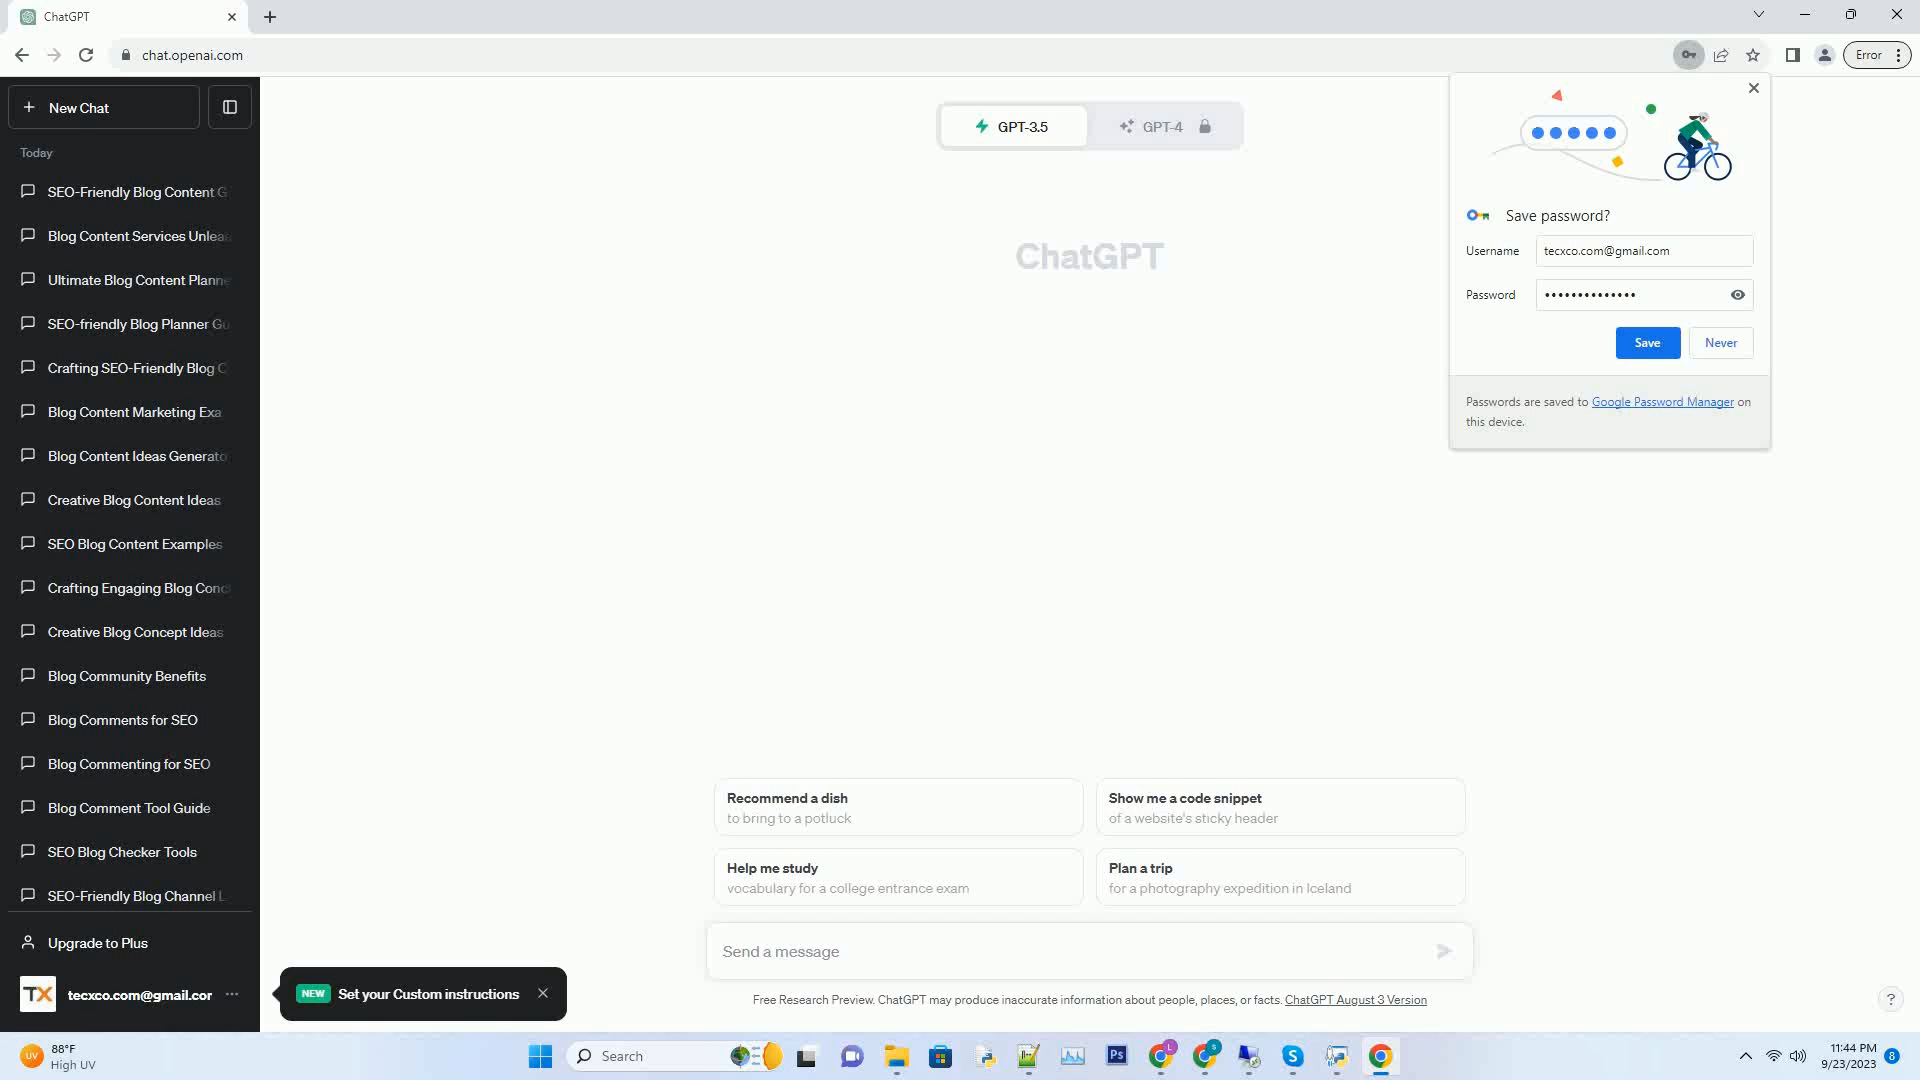 ChatGPT
chat.openai.com
Error
New Chat
Today
SEO-Friendly Blog Content G
Blog Content Services Unlea
Ultimate Blog Content Planne
SEO-friendly Blog Planner Gu
Crafting SEO-Friendly Blog C
Blog Content Marketing Exa
Blog Content Ideas Generato
Creative Blog Content Ideas
SEO Blog Content Examples
Crafting Engaging Blog Conc
Creative Blog Concept Ideas
Blog Community Benefits
Blog Comments for SEO
Blog Commenting for SEO
Blog Comment Tool Guide
SEO Blog Checker Tools
SEO-Friendly Blog Channel L
Upgrade to Plus
TX
tecxco.com@gmail.cor
NEW Set your Custom instructions
GPT-3.5
GPT-4
ChatGPT
Save password?
Username
tecxco.com@gmail.com
Password
••••••••••••••
Save
Never
Passwords are saved to Google Password Manager on
this device.
Recommend a dish
to bring to a potluck
Show me a code snippet
of a website's sticky header
Help me study
vocabulary for a college entrance exam
Plan a trip
for a photography expedition in Iceland
Send a message
Free Research Preview. ChatGPT may produce inaccurate information about people, places, or facts. ChatGPT August 3 Version
?
UV
88°F
High UV
Search
Ps
L
S
S
11:44 PM
9/23/2023
8